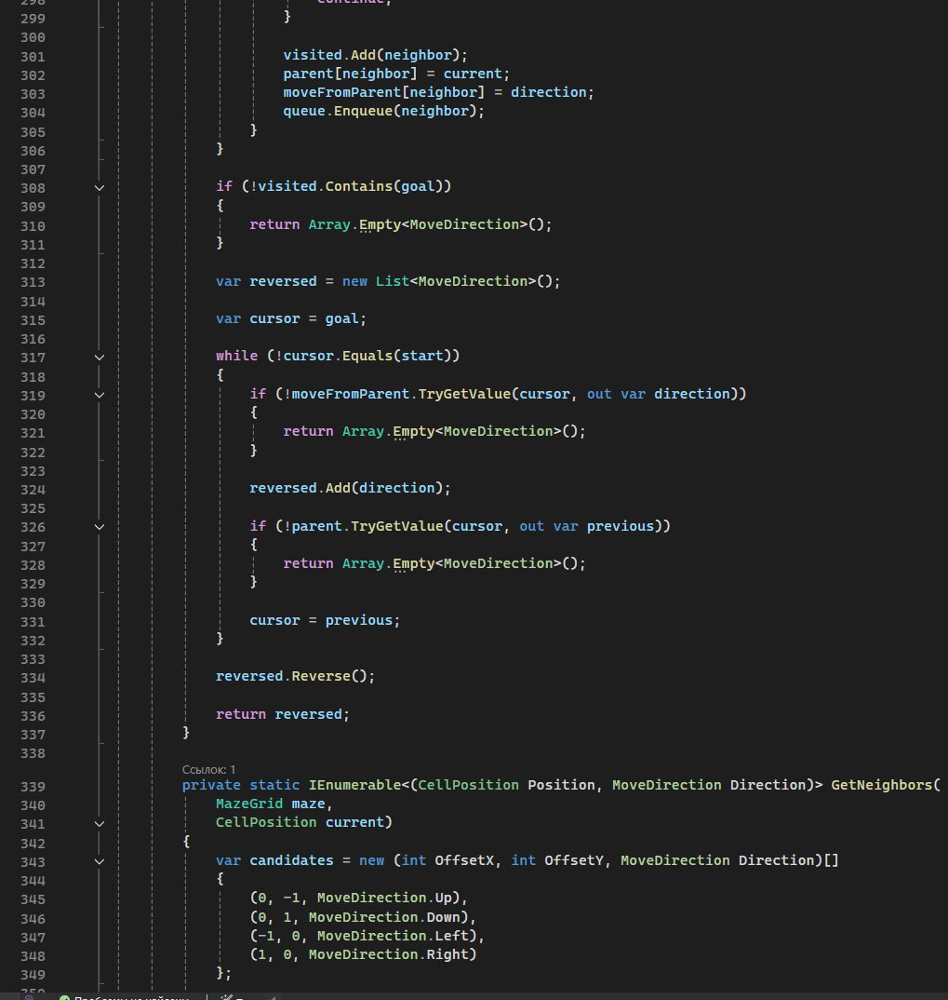 298 continue;
299 }
300
301 visited.Add(neighbor);
302 parent[neighbor] = current;
303 moveFromParent[neighbor] = direction;
304 queue.Enqueue(neighbor);
305 }
306 }
307
308 if (!visited.Contains(goal))
309 {
310 return Array.Empty<MoveDirection>();
311 }
312
313 var reversed = new List<MoveDirection>();
314
315 var cursor = goal;
316
317 while (!cursor.Equals(start))
318 {
319 if (!moveFromParent.TryGetValue(cursor, out var direction))
320 {
321 return Array.Empty<MoveDirection>();
322 }
323
324 reversed.Add(direction);
325
326 if (!parent.TryGetValue(cursor, out var previous))
327 {
328 return Array.Empty<MoveDirection>();
329 }
330
331 cursor = previous;
332 }
333
334 reversed.Reverse();
335
336 return reversed;
337 }
338
Ссылок: 1
339 private static IEnumerable<(CellPosition Position, MoveDirection Direction)> GetNeighbors(
340 MazeGrid maze,
341 CellPosition current)
342 {
343 var candidates = new (int OffsetX, int OffsetY, MoveDirection Direction)[]
344 {
345 (0, -1, MoveDirection.Up),
346 (0, 1, MoveDirection.Down),
347 (-1, 0, MoveDirection.Left),
348 (1, 0, MoveDirection.Right)
349 };
350